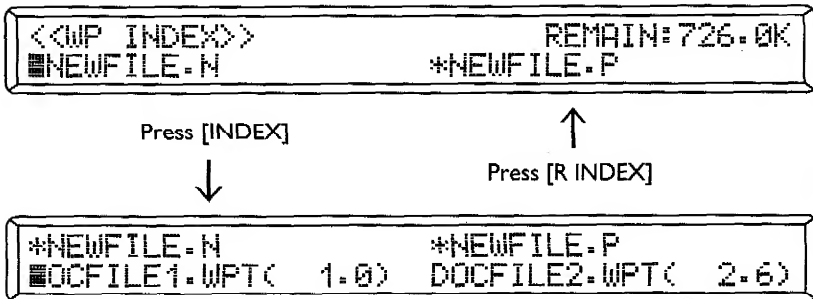 <<WP INDEX>> REMAIN:726.0K
■NEWFILE.N *NEWFILE.P
Press [INDEX]
Press [R INDEX]
*NEWFILE.N *NEWFILE.P
■OCFILE1.WPT( 1.0) DOCFILE2.WPT( 2.6)